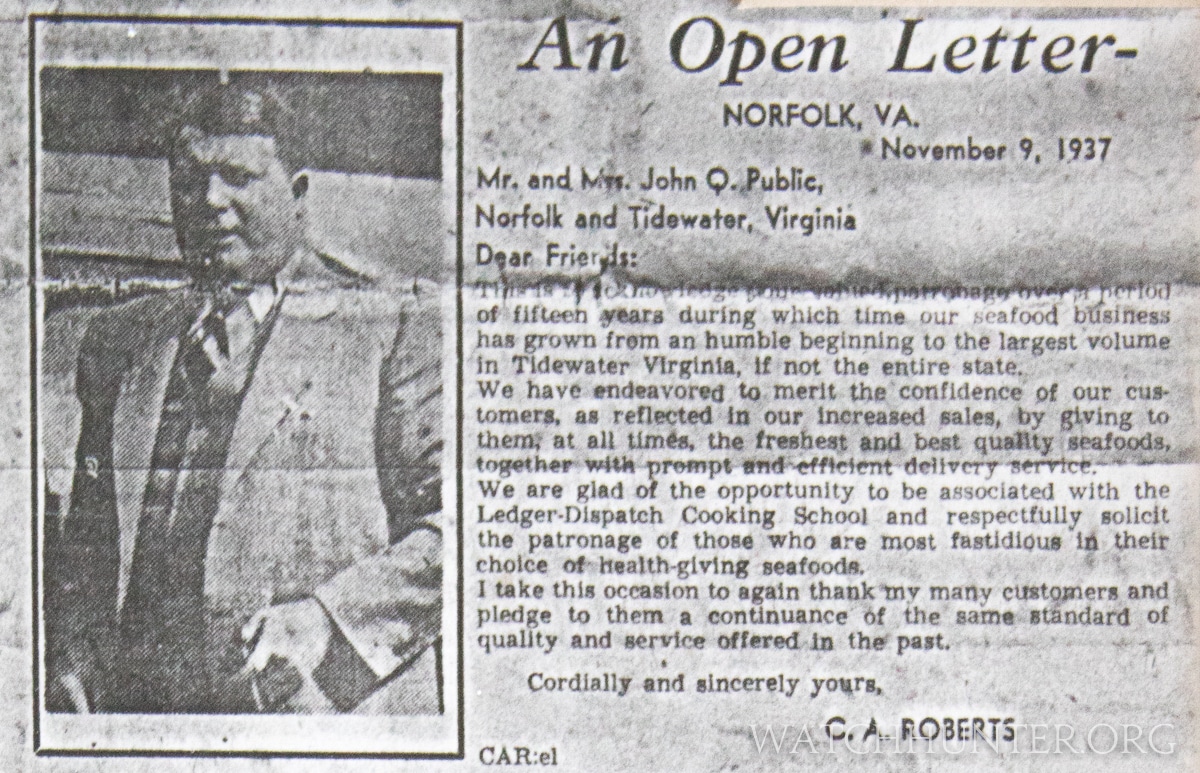 An Open Letter-
NORFOLK, VA.
November 9, 1937
Mr. and Mrs. John Q. Public,
Norfolk and Tidewater, Virginia
Dear Friends:
This is to acknowledge your valued patronage over a period
of fifteen years during which time our seafood business
has grown from an humble beginning to the largest volume
in Tidewater Virginia, if not the entire state.
We have endeavored to merit the confidence of our cus-
tomers, as reflected in our increased sales, by giving to
them, at all times, the freshest and best quality seafoods,
together with prompt and efficient delivery service.
We are glad of the opportunity to be associated with the
Ledger-Dispatch Cooking School and respectfully solicit
the patronage of those who are most fastidious in their
choice of health-giving seafoods.
I take this occasion to again thank my many customers and
pledge to them a continuance of the same standard of
quality and service offered in the past.
Cordially and sincerely yours,
C. A. ROBERTS
CAR:el
WATCHHUNTER.ORG